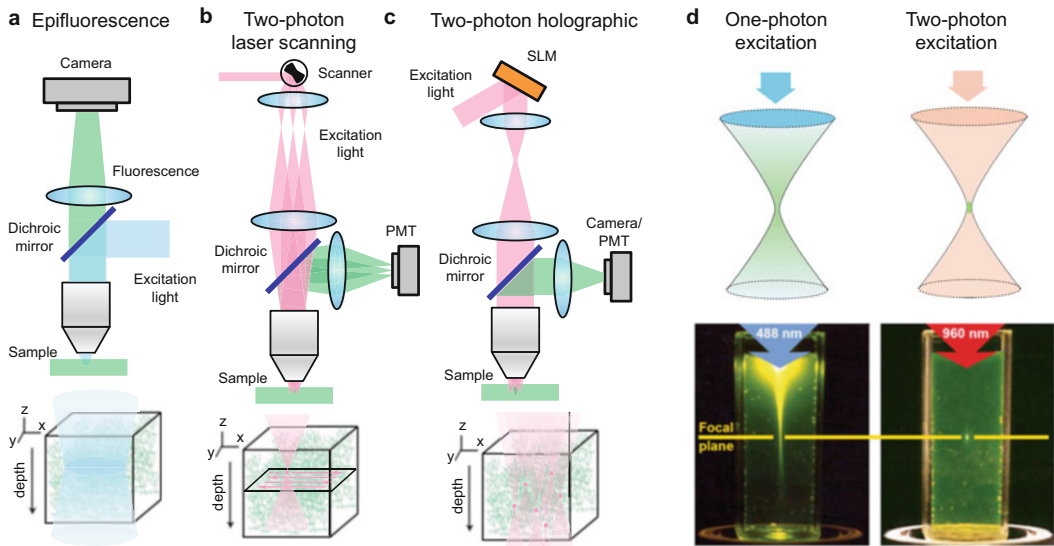 a Epifluorescence
Camera
Fluorescence
Dichroic
mirror
Excitation
light
Sample
z
x
y
depth
b Two-photon
laser scanning
Scanner
Excitation
light
Dichroic
mirror
PMT
Sample
z
x
y
depth
c Two-photon holographic
SLM
Excitation
light
Camera/
PMT
Dichroic
mirror
Sample
z
x
y
depth
d One-photon
excitation
Two-photon
excitation
488 nm
960 nm
Focal
plane